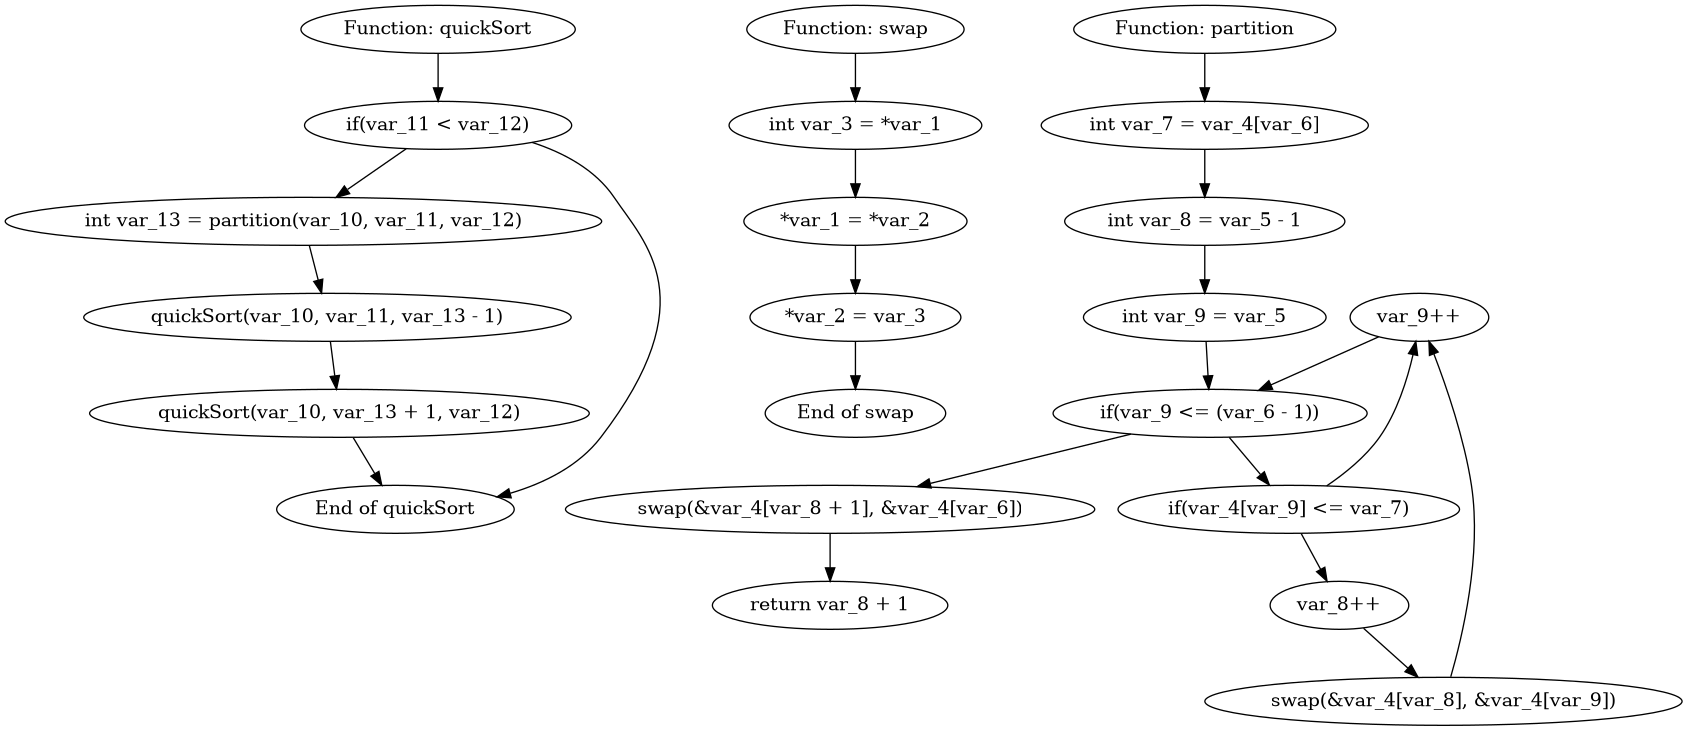 Function: quickSort
if(var_11 < var_12)
int var_13 = partition(var_10, var_11, var_12)
quickSort(var_10, var_11, var_13 - 1)
quickSort(var_10, var_13 + 1, var_12)
End of quickSort
Function: swap
int var_3 = *var_1
*var_1 = *var_2
*var_2 = var_3
End of swap
Function: partition
int var_7 = var_4[var_6]
int var_8 = var_5 - 1
int var_9 = var_5
var_9++
if(var_9 <= (var_6 - 1))
swap(&var_4[var_8 + 1], &var_4[var_6])
if(var_4[var_9] <= var_7)
return var_8 + 1
var_8++
swap(&var_4[var_8], &var_4[var_9])